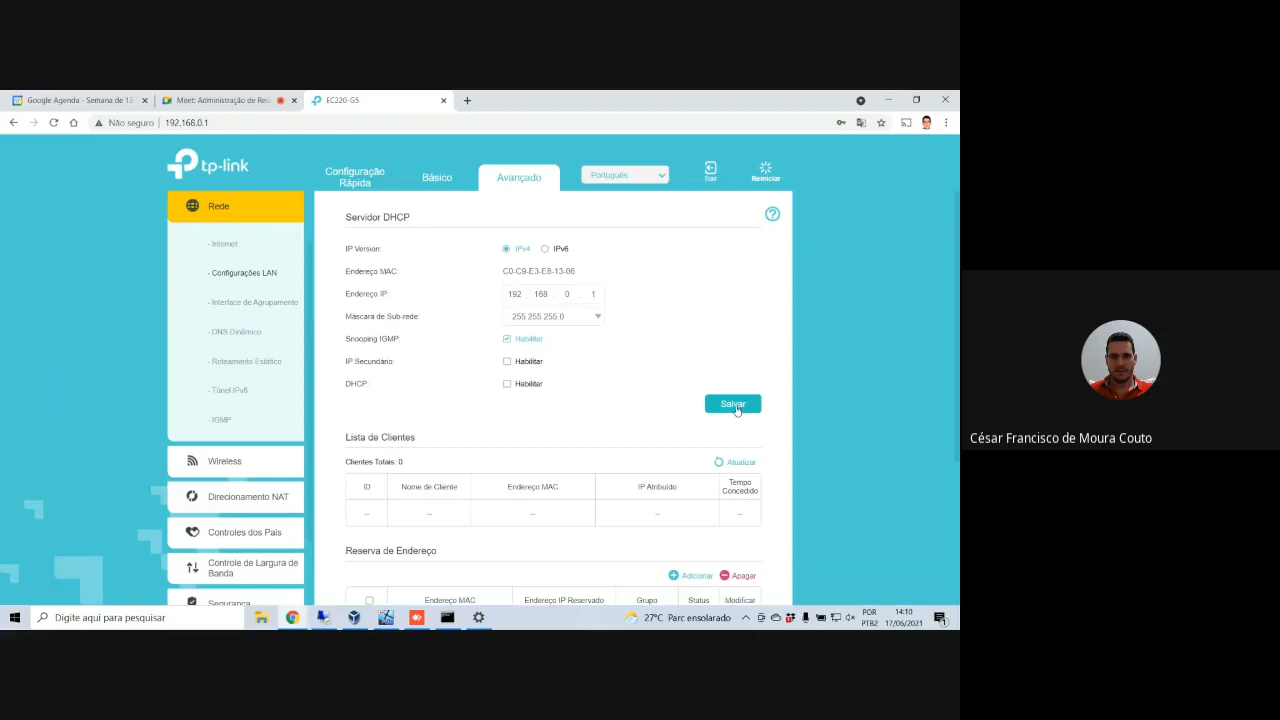 Google Agenda - Semana de 13
Meet: Administração de Red
EC220-G5
Não seguro
192.168.0.1
tp-link
Configuração
Rápida
Básico
Avançado
Português
Sair
Reiniciar
Rede
- Internet
- Configurações LAN
- Interface de Agrupamento
- DNS Dinâmico
- Roteamento Estático
- Túnel IPv6
- IGMP
Wireless
Direcionamento NAT
Controles dos Pais
Controle de Largura de
Banda
Segurança
Servidor DHCP
IP Version: IPv4 IPv6
Endereço MAC: C0-C9-E3-E8-13-06
Endereço IP: 192 . 168 . 0 . 1
Máscara de Sub-rede: 255.255.255.0
Snooping IGMP: Habilitar
IP Secundário: Habilitar
DHCP: Habilitar
Salvar
Lista de Clientes
Clientes Totais: 0 Atualizar
ID Nome de Cliente Endereço MAC IP Atribuído Tempo Concedido
-- -- -- -- --
Reserva de Endereço
Adicionar Apagar
Endereço MAC Endereço IP Reservado Grupo Status Modificar
Digite aqui para pesquisar
27°C Parc ensolarado
POR
PTB2
14:10
17/06/2021
César Francisco de Moura Couto